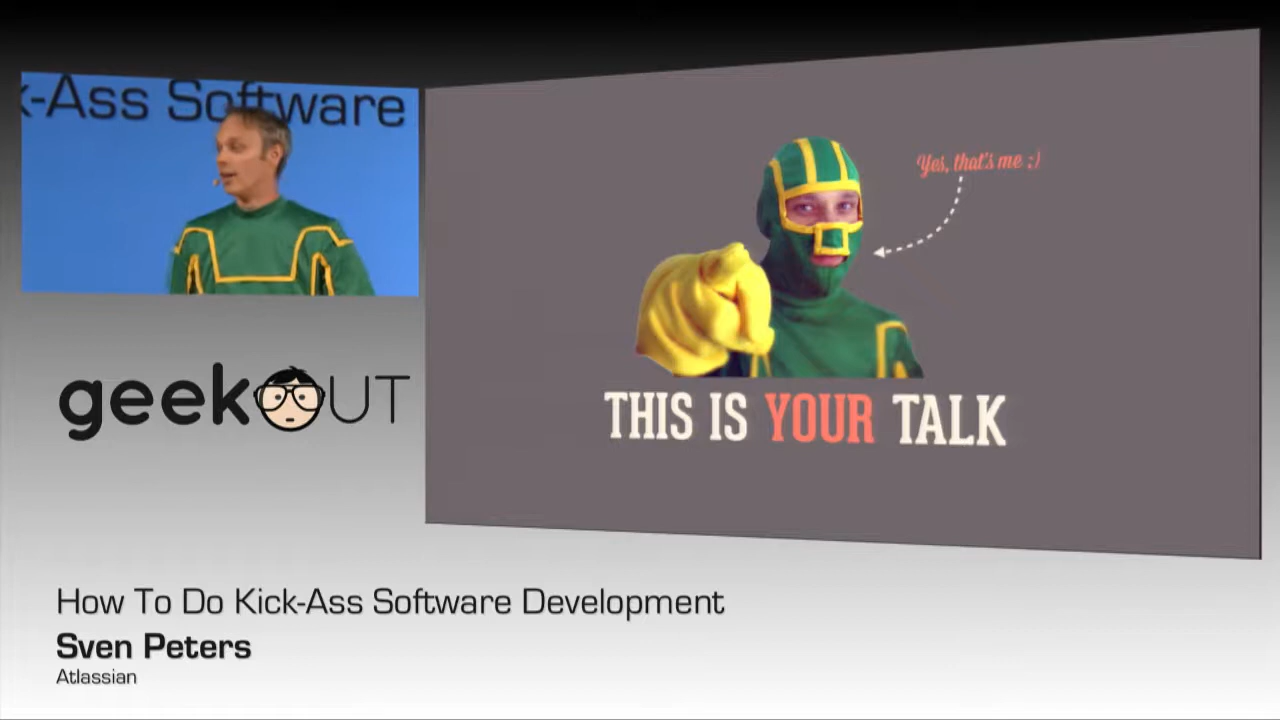 k-Ass Software
Yes, that's me :)
THIS IS YOUR TALK
geekOUT
How To Do Kick-Ass Software Development
Sven Peters
Atlassian